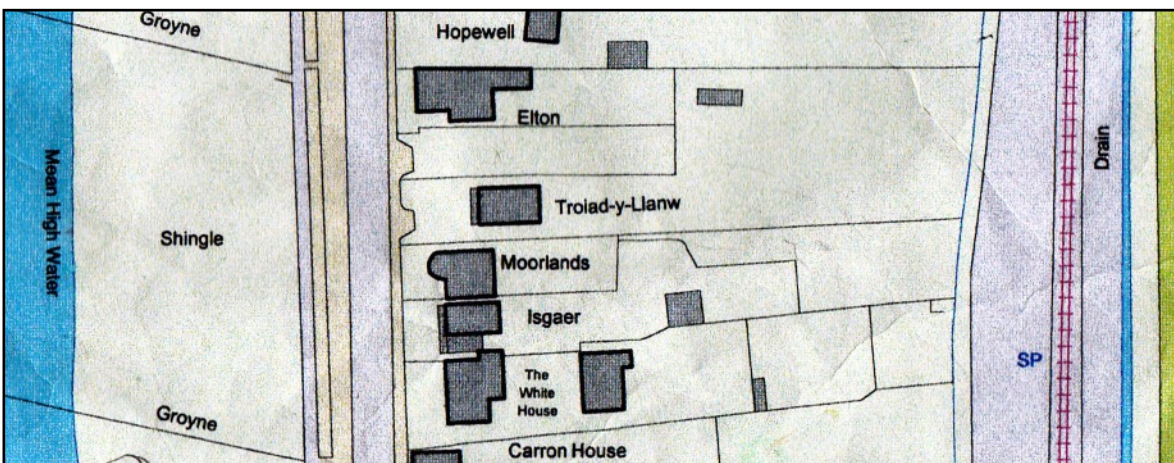 Groyne
Hopewell
Elton
Drain
Mean High Water
Troiad-y-Llanw
Shingle
Moorlands
Isgaer
SP
The
White
House
Groyne
Carron House